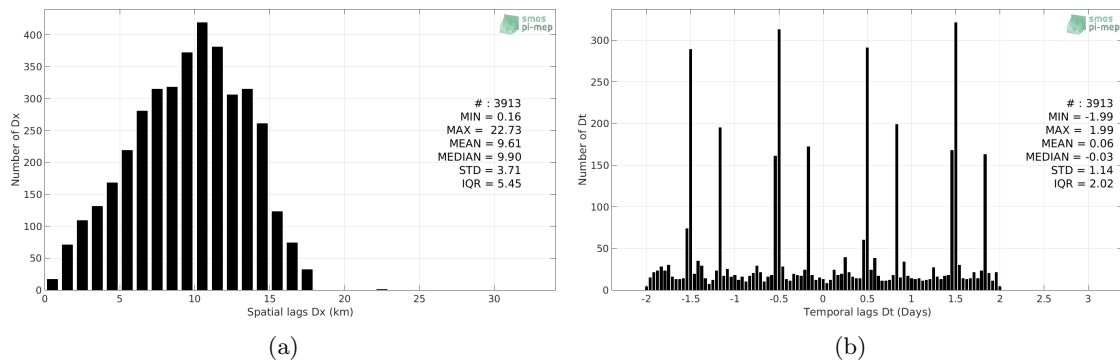 smos
pi-mep
400
350
300
250
200
150
100
50
0
Number of Dx
# : 3913
MIN = 0.16
MAX = 22.73
MEAN = 9.61
MEDIAN = 9.90
STD = 3.71
IQR = 5.45
0 5 10 15 20 25 30
Spatial lags Dx (km)
(a)
smos
pi-mep
300
250
200
150
100
50
0
Number of Dt
# : 3913
MIN = -1.99
MAX = 1.99
MEAN = 0.06
MEDIAN = -0.03
STD = 1.14
IQR = 2.02
-2 -1.5 -1 -0.5 0 0.5 1 1.5 2 2.5 3
Temporal lags Dt (Days)
(b)